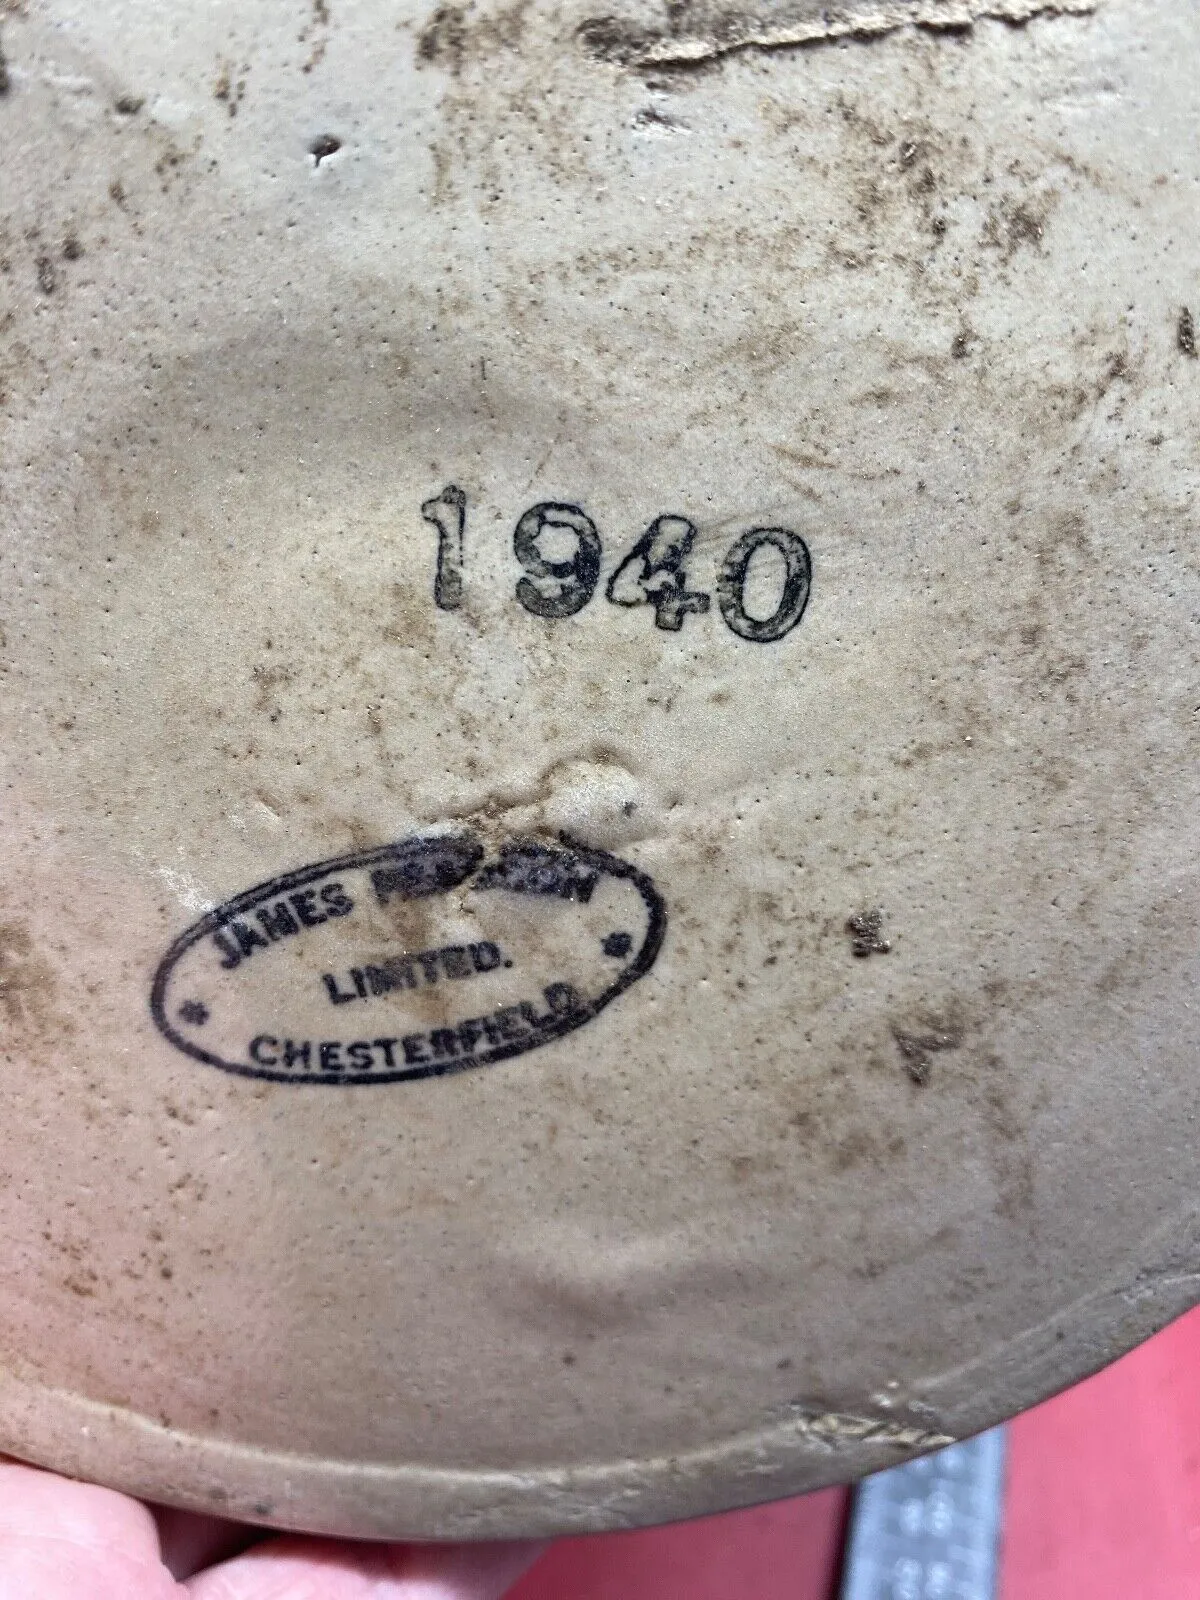 1940
JAMES
LIMITED.
CHESTERFIELD.